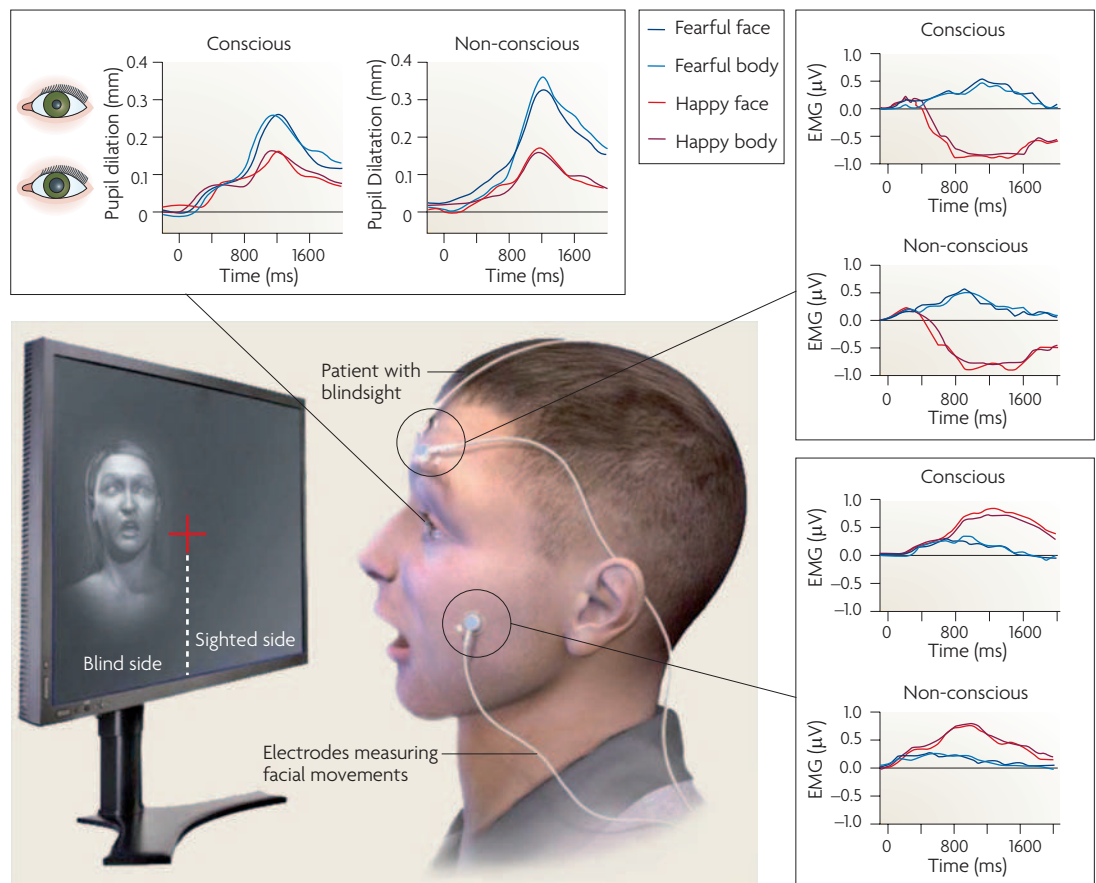 Conscious
Pupil dilation (mm)
0.4
0.3
0.2
0.1
0
0 800 1600
Time (ms)
Non-conscious
Pupil Dilatation (mm)
0.4
0.3
0.2
0.1
0
0 800 1600
Time (ms)
Fearful face
Fearful body
Happy face
Happy body
Conscious
EMG (μV)
1.0
0.5
0.0
–0.5
–1.0
0 800 1600
Time (ms)
Non-conscious
EMG (μV)
1.0
0.5
0.0
–0.5
–1.0
0 800 1600
Time (ms)
Patient with
blindsight
Sighted side
Blind side
Electrodes measuring
facial movements
Conscious
EMG (μV)
1.0
0.5
0.0
–0.5
–1.0
0 800 1600
Time (ms)
Non-conscious
EMG (μV)
1.0
0.5
0.0
–0.5
–1.0
0 800 1600
Time (ms)